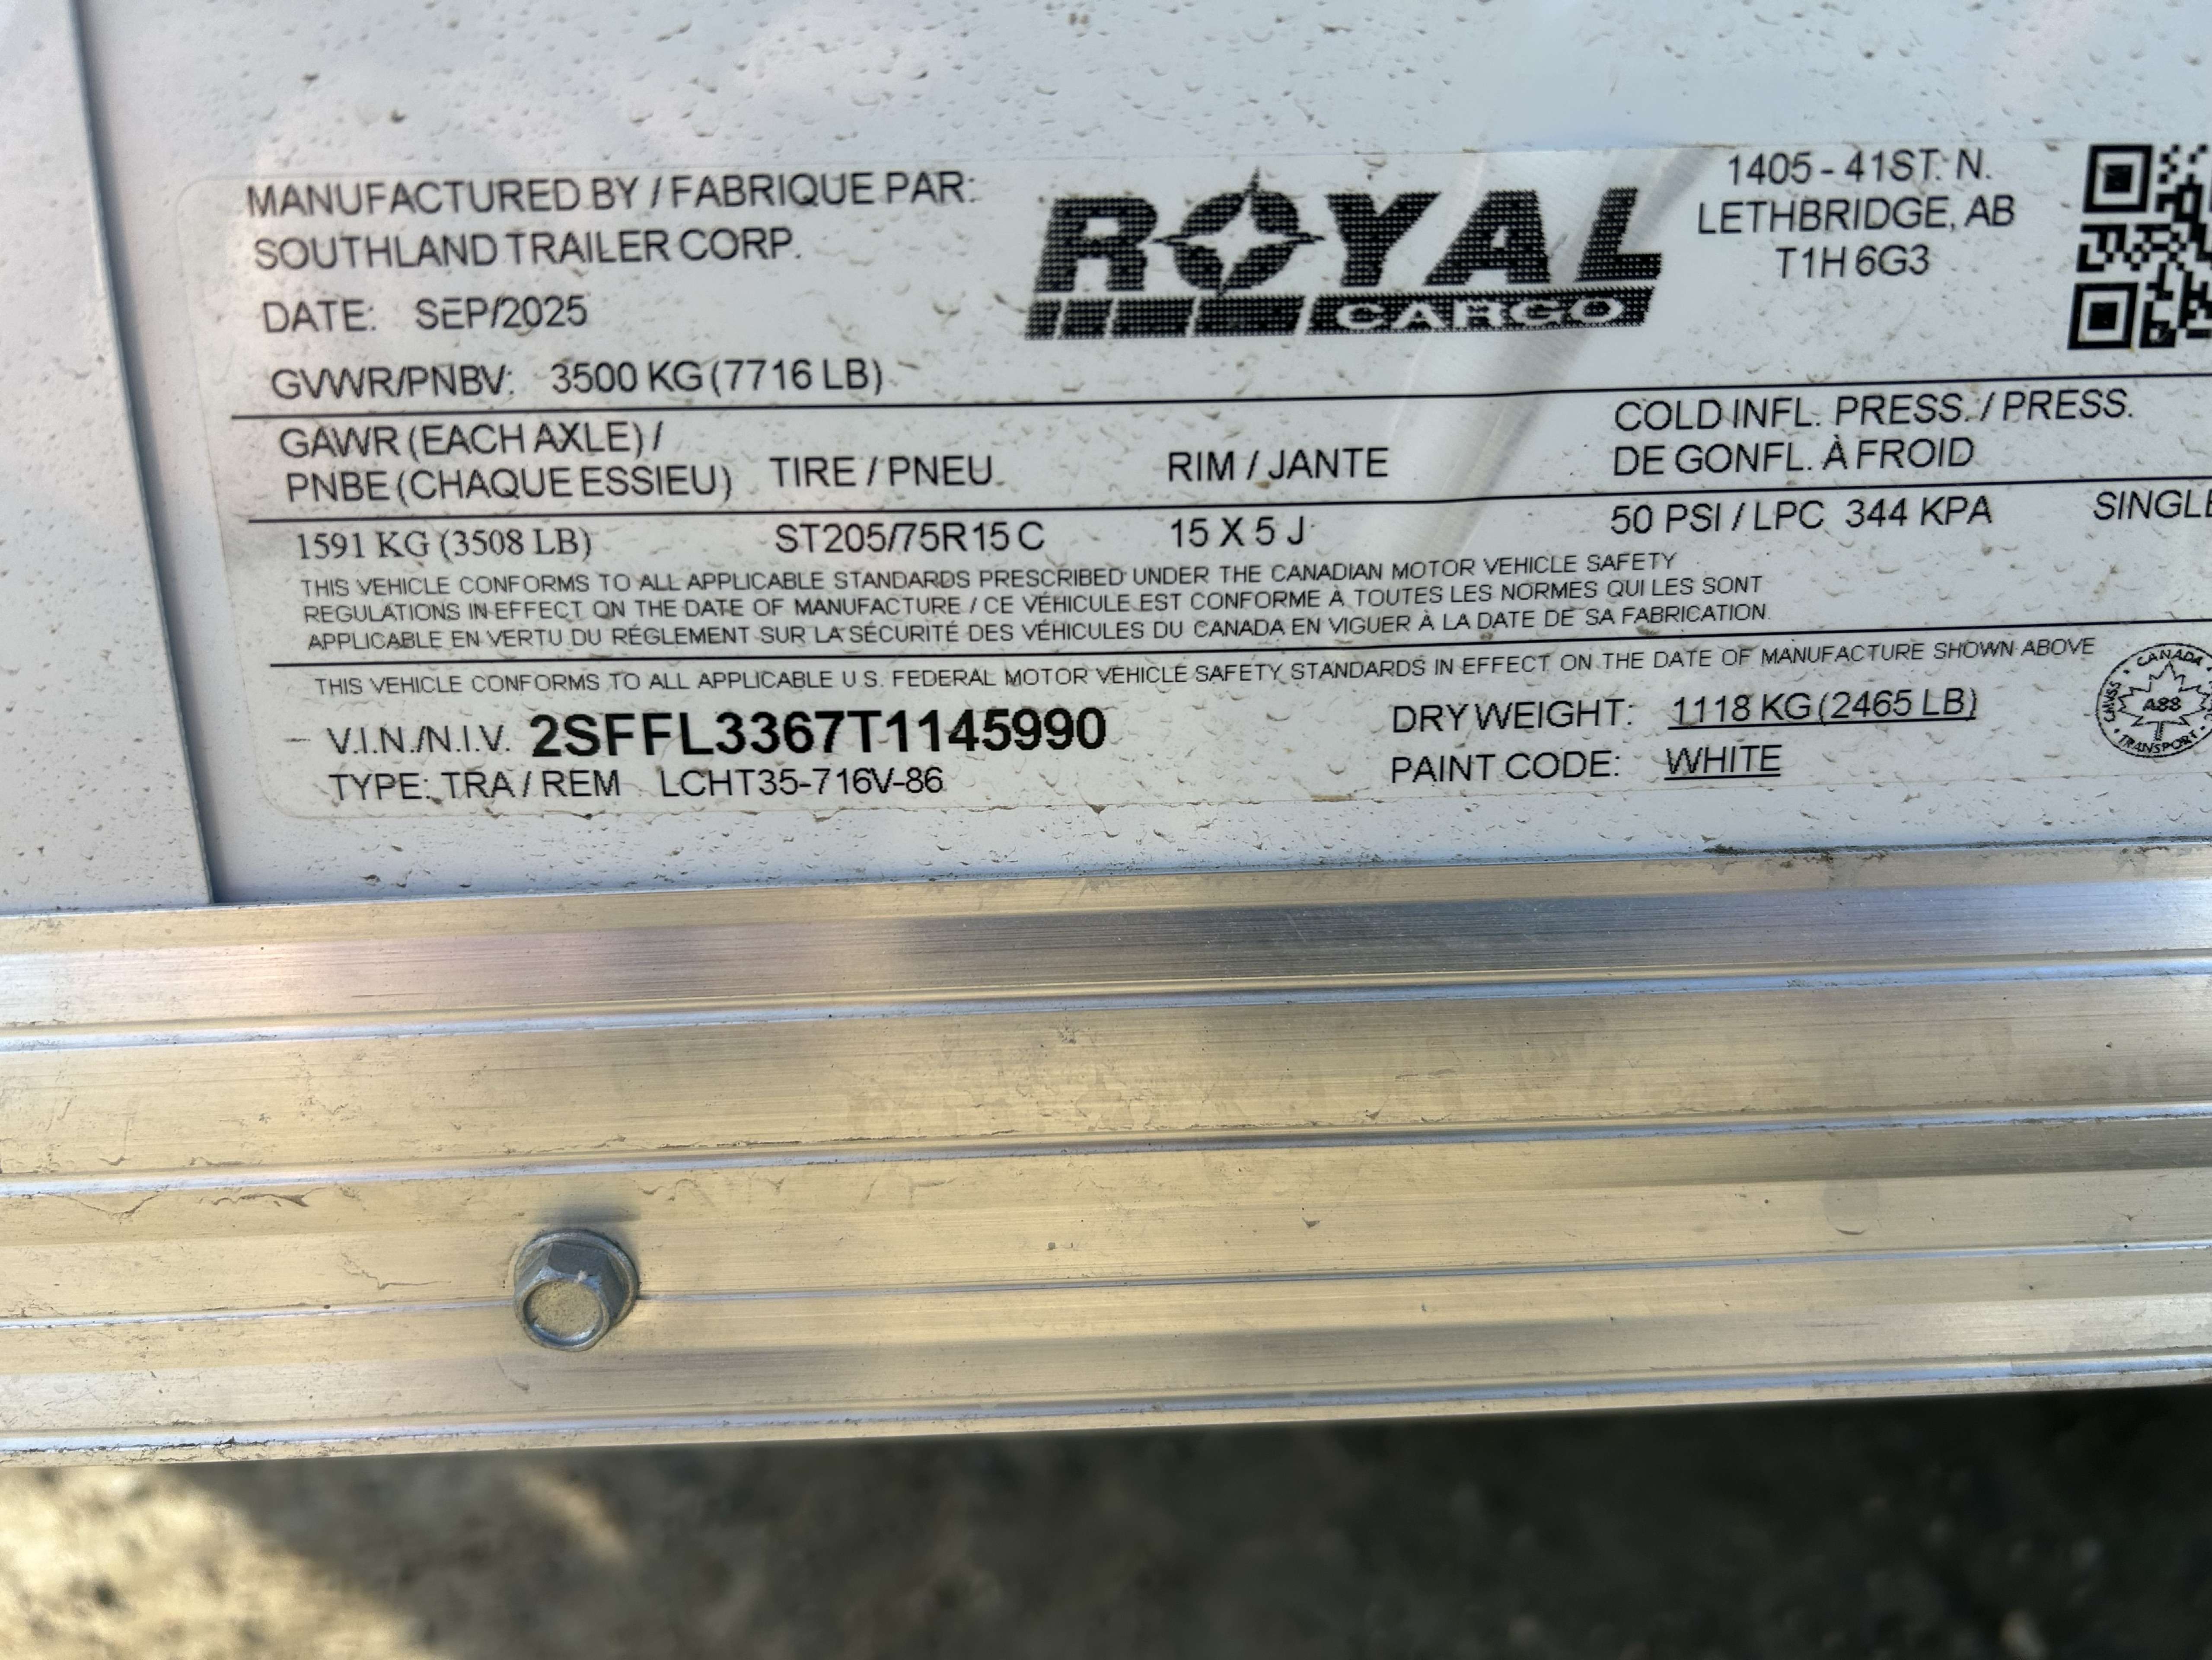 MANUFACTURED BY / FABRIQUE PAR:
SOUTHLAND TRAILER CORP.
DATE: SEP/2025
GVWR/PNBV: 3500 KG (7716 LB)
ROYAL
CARGO
1405 - 41ST. N.
LETHBRIDGE, AB
T1H 6G3
GAWR (EACH AXLE) /
PNBE (CHAQUE ESSIEU)
TIRE / PNEU
RIM / JANTE
COLD INFL. PRESS. / PRESS.
DE GONFL. À FROID
1591 KG (3508 LB) ST205/75R15 C 15 X 5 J 50 PSI / LPC 344 KPA SINGLE
THIS VEHICLE CONFORMS TO ALL APPLICABLE STANDARDS PRESCRIBED UNDER THE CANADIAN MOTOR VEHICLE SAFETY
REGULATIONS IN EFFECT ON THE DATE OF MANUFACTURE / CE VÉHICULE EST CONFORME À TOUTES LES NORMES QUI LES SONT
APPLICABLE EN VERTU DU RÉGLEMENT SUR LA SÉCURITÉ DES VÉHICULES DU CANADA EN VIGUER À LA DATE DE SA FABRICATION.
THIS VEHICLE CONFORMS TO ALL APPLICABLE U.S. FEDERAL MOTOR VEHICLE SAFETY STANDARDS IN EFFECT ON THE DATE OF MANUFACTURE SHOWN ABOVE
V.I.N./N.I.V. 2SFFL3367T1145990
TYPE: TRA / REM LCHT35-716V-86
DRY WEIGHT: 1118 KG (2465 LB)
PAINT CODE: WHITE
CANADA
A88
TRANSPORT